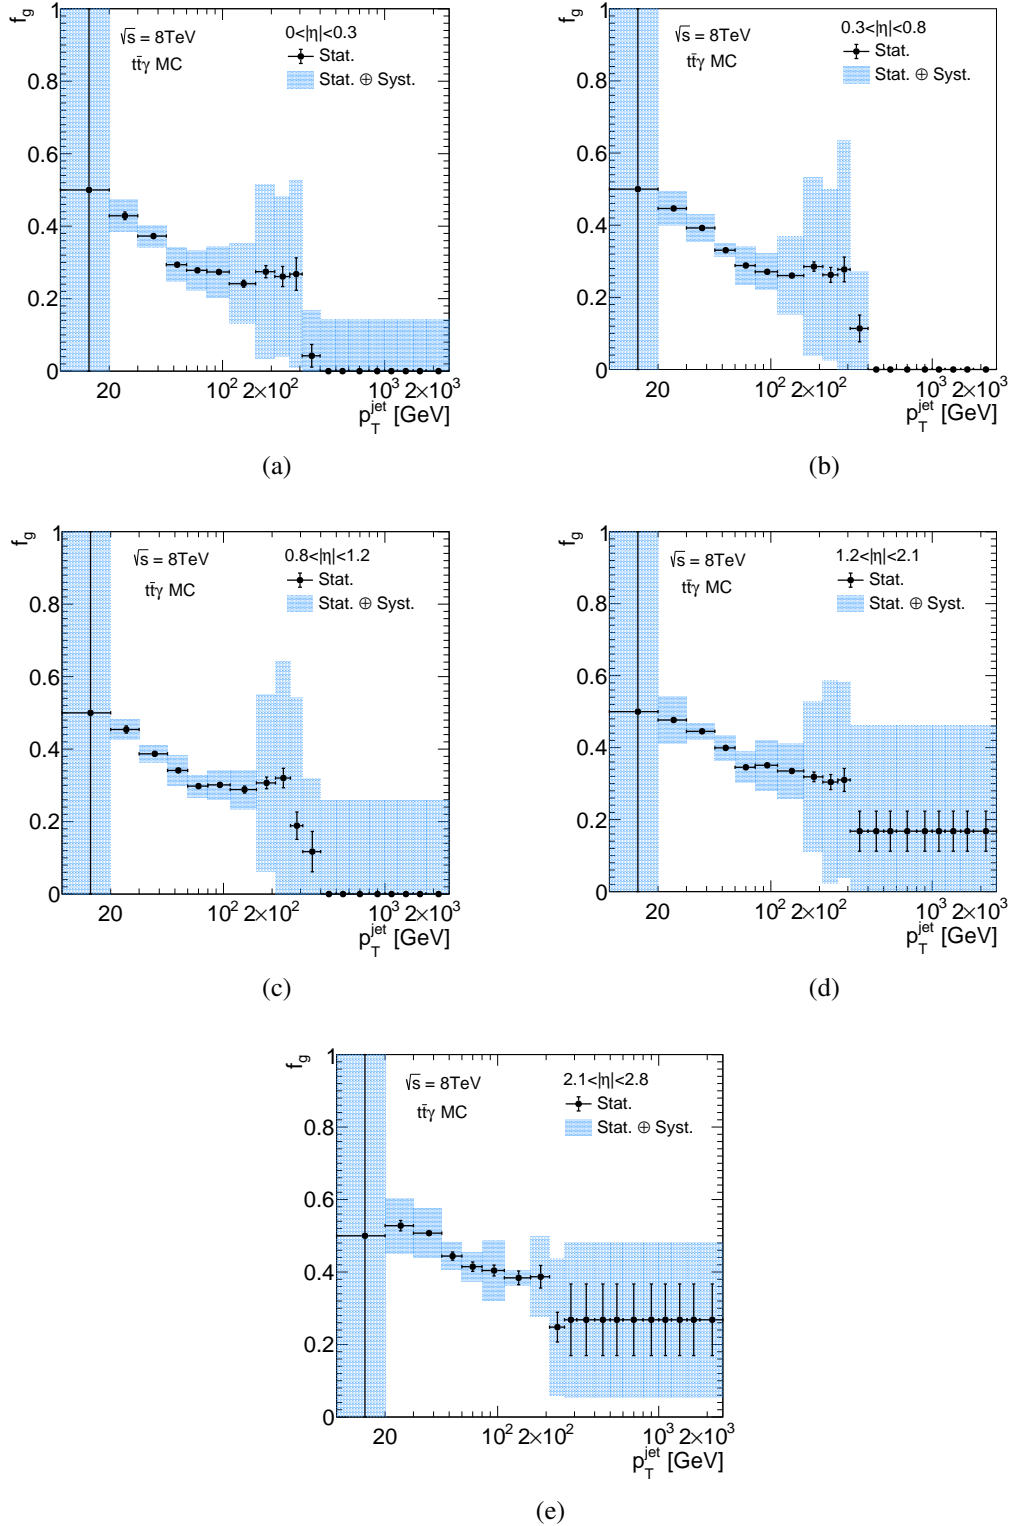 f_g
1
0.8
0.6
0.4
0.2
0
√s = 8TeV
tt̄γ MC
0<|η|<0.3
Stat.
Stat. ⊕ Syst.
20 10² 2×10² 10³ 2×10³
p_T^jet [GeV]
(a)
f_g
1
0.8
0.6
0.4
0.2
0
√s = 8TeV
tt̄γ MC
0.3<|η|<0.8
Stat.
Stat. ⊕ Syst.
20 10² 2×10² 10³ 2×10³
p_T^jet [GeV]
(b)
f_g
1
0.8
0.6
0.4
0.2
0
√s = 8TeV
tt̄γ MC
0.8<|η|<1.2
Stat.
Stat. ⊕ Syst.
20 10² 2×10² 10³ 2×10³
p_T^jet [GeV]
(c)
f_g
1
0.8
0.6
0.4
0.2
0
√s = 8TeV
tt̄γ MC
1.2<|η|<2.1
Stat.
Stat. ⊕ Syst.
20 10² 2×10² 10³ 2×10³
p_T^jet [GeV]
(d)
f_g
1
0.8
0.6
0.4
0.2
0
√s = 8TeV
tt̄γ MC
2.1<|η|<2.8
Stat.
Stat. ⊕ Syst.
20 10² 2×10² 10³ 2×10³
p_T^jet [GeV]
(e)